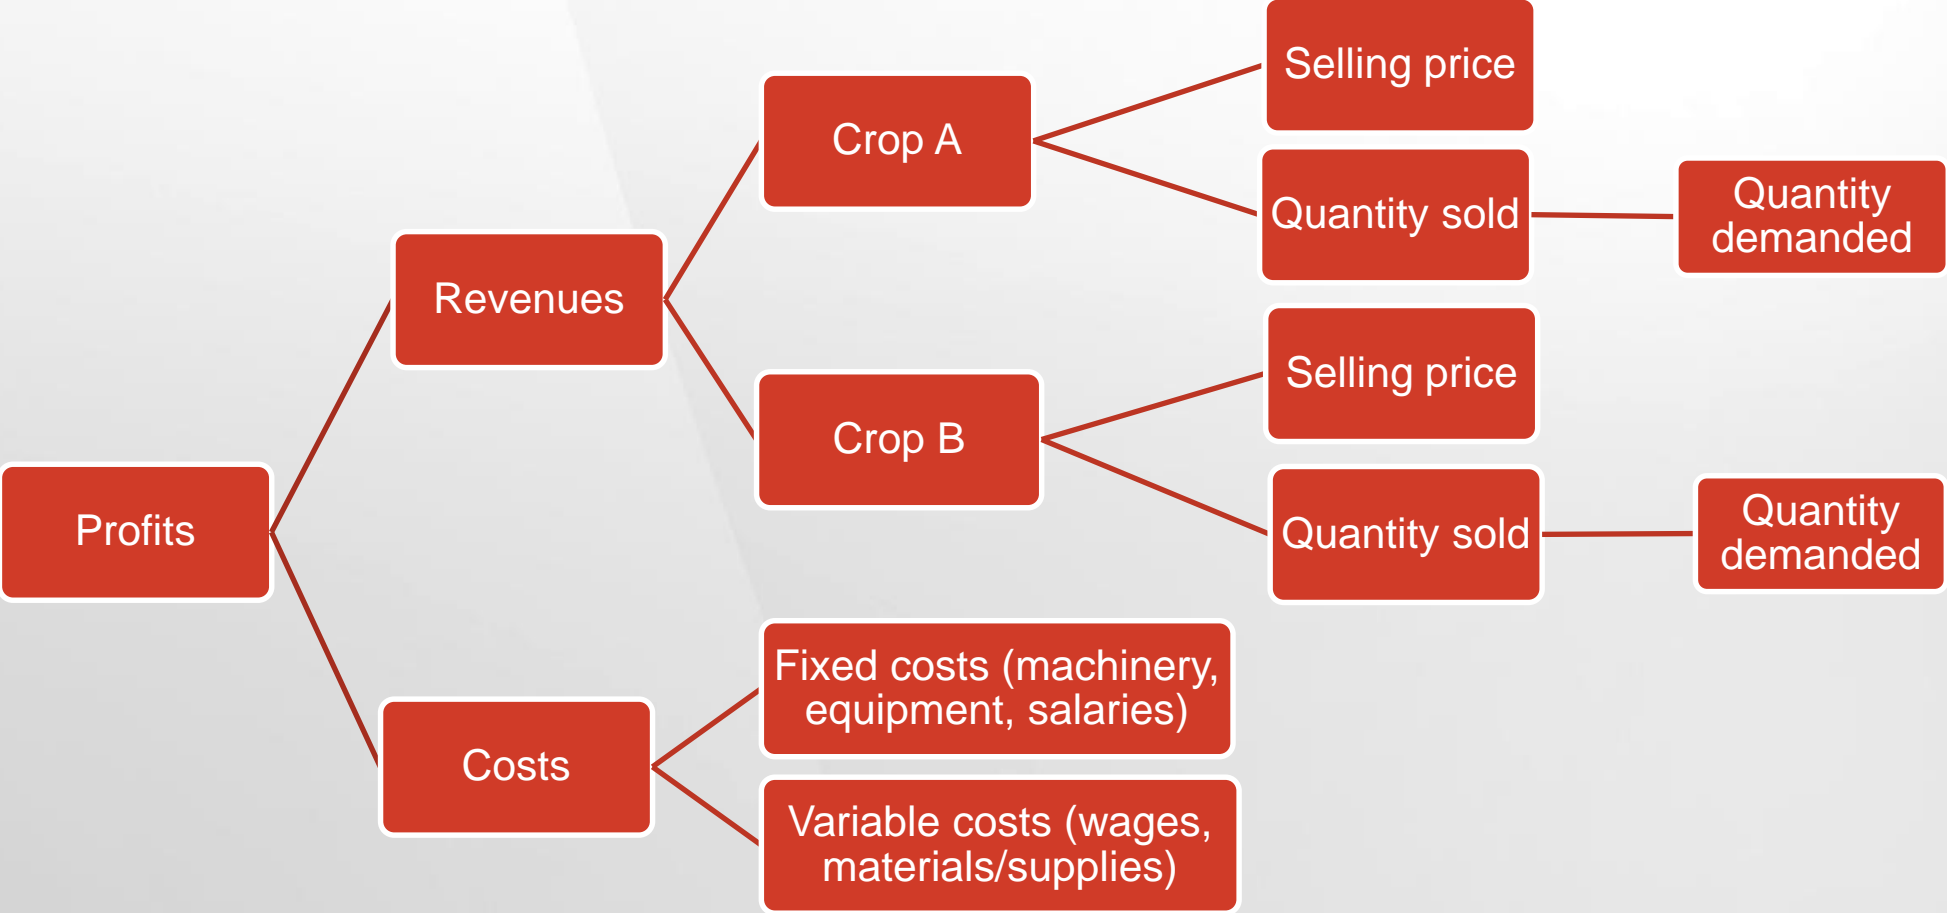 Selling price
Crop A
Quantity sold
Quantity
demanded
Revenues
Selling price
Crop B
Quantity sold
Quantity
demanded
Profits
Fixed costs (machinery,
equipment, salaries)
Costs
Variable costs (wages,
materials/supplies)